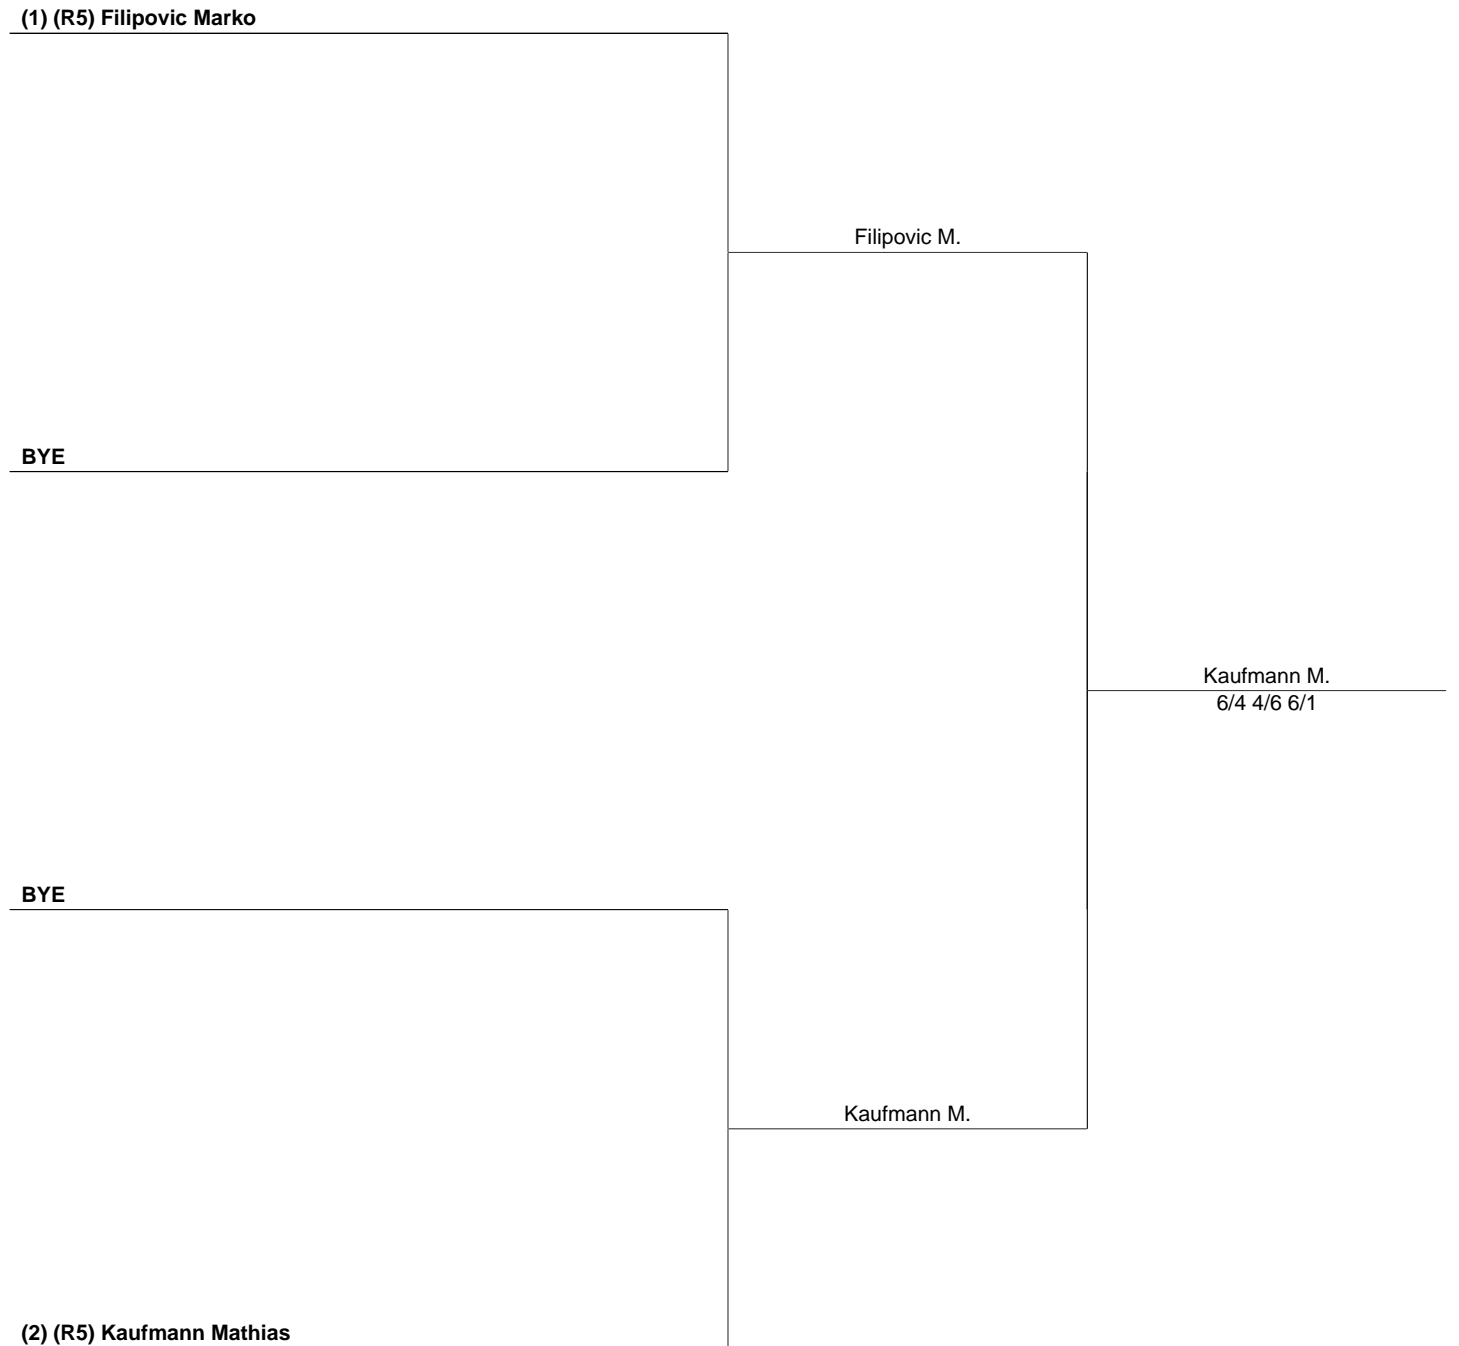 (1) (R5) Filipovic Marko
Filipovic M.
BYE
Kaufmann M.
6/4 4/6 6/1
BYE
Kaufmann M.
(2) (R5) Kaufmann Mathias